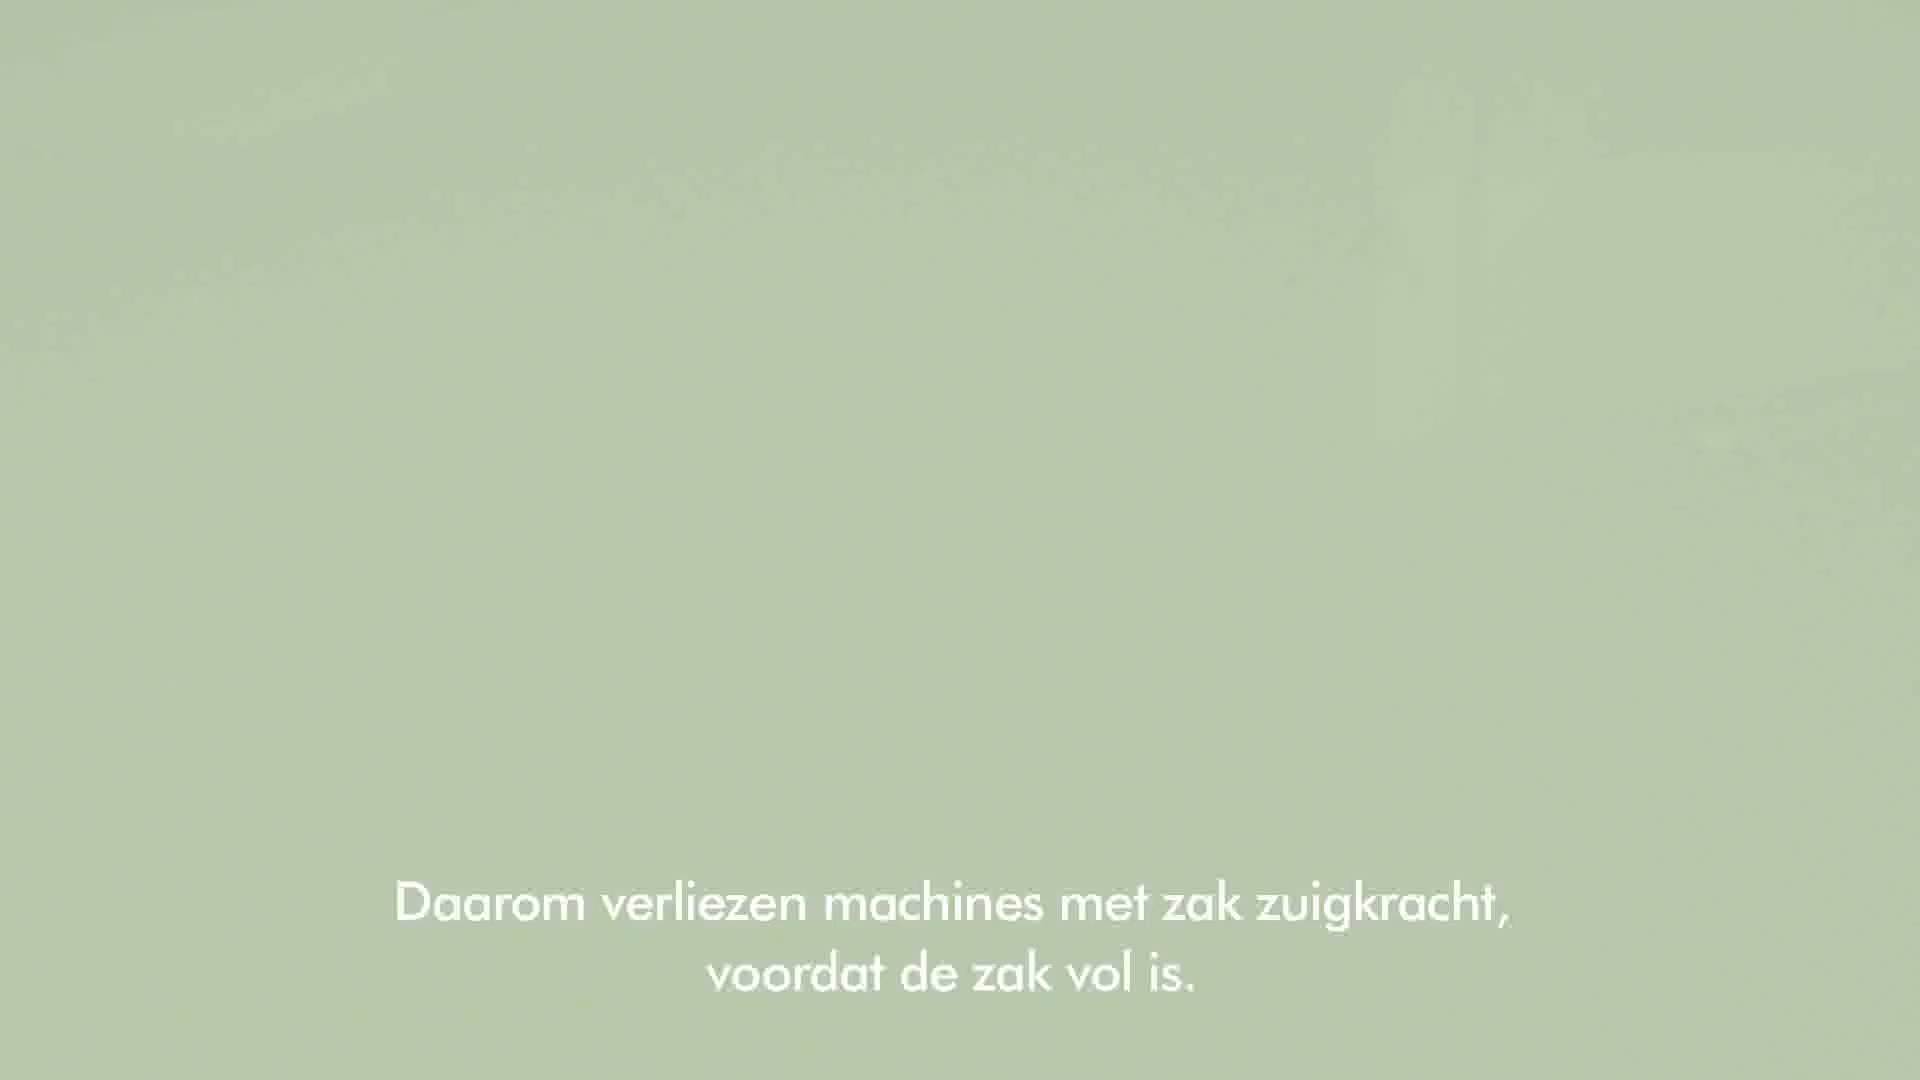 Daarom verliezen machines met zak zuigkracht,
voordat de zak vol is.